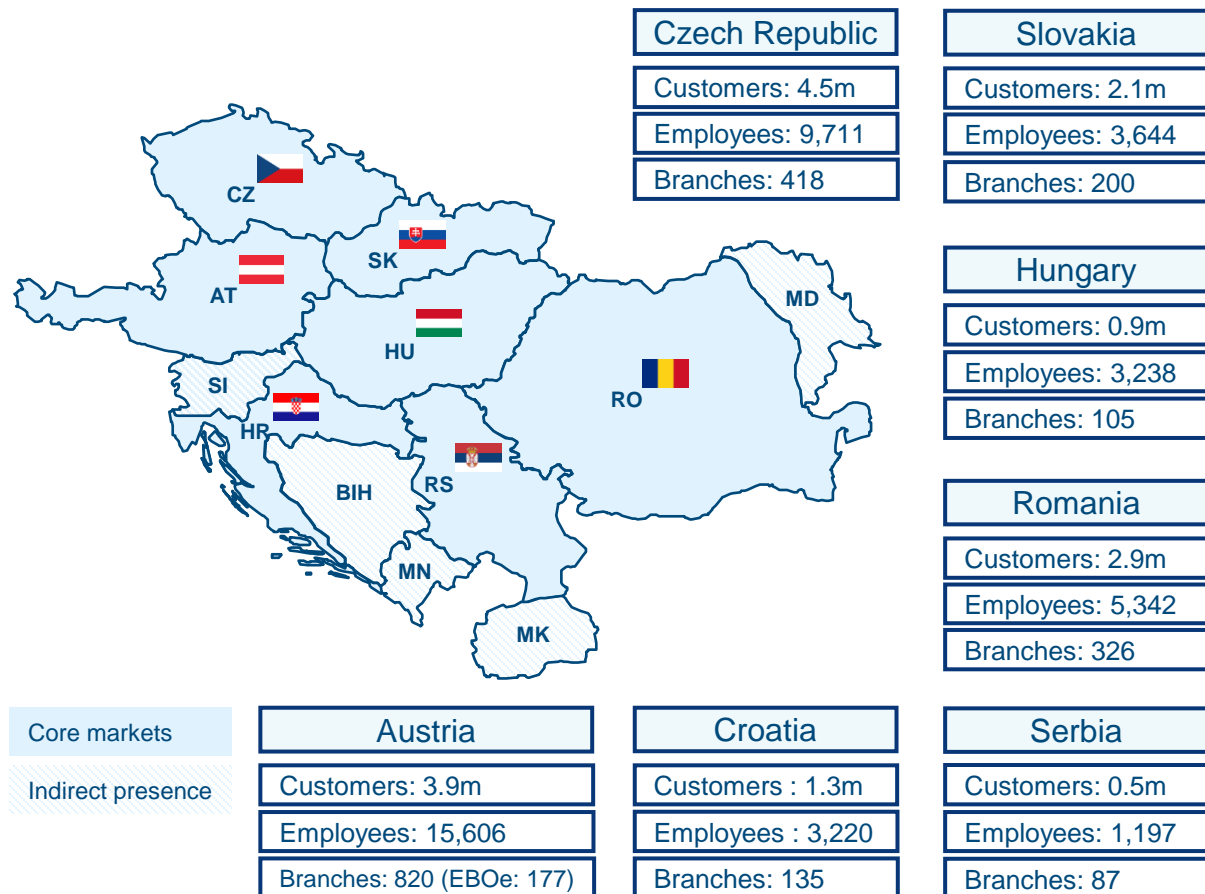 Czech Republic
Customers: 4.5m
Employees: 9,711
Branches: 418
Slovakia
Customers: 2.1m
Employees: 3,644
Branches: 200
CZ
SK
AT
MD
HU
SI
RO
HR
BIH
RS
MN
MK
Hungary
Customers: 0.9m
Employees: 3,238
Branches: 105
Romania
Customers: 2.9m
Employees: 5,342
Branches: 326
Core markets
Indirect presence
Austria
Customers: 3.9m
Employees: 15,606
Branches: 820 (EBOe: 177)
Croatia
Customers : 1.3m
Employees : 3,220
Branches: 135
Serbia
Customers: 0.5m
Employees: 1,197
Branches: 87